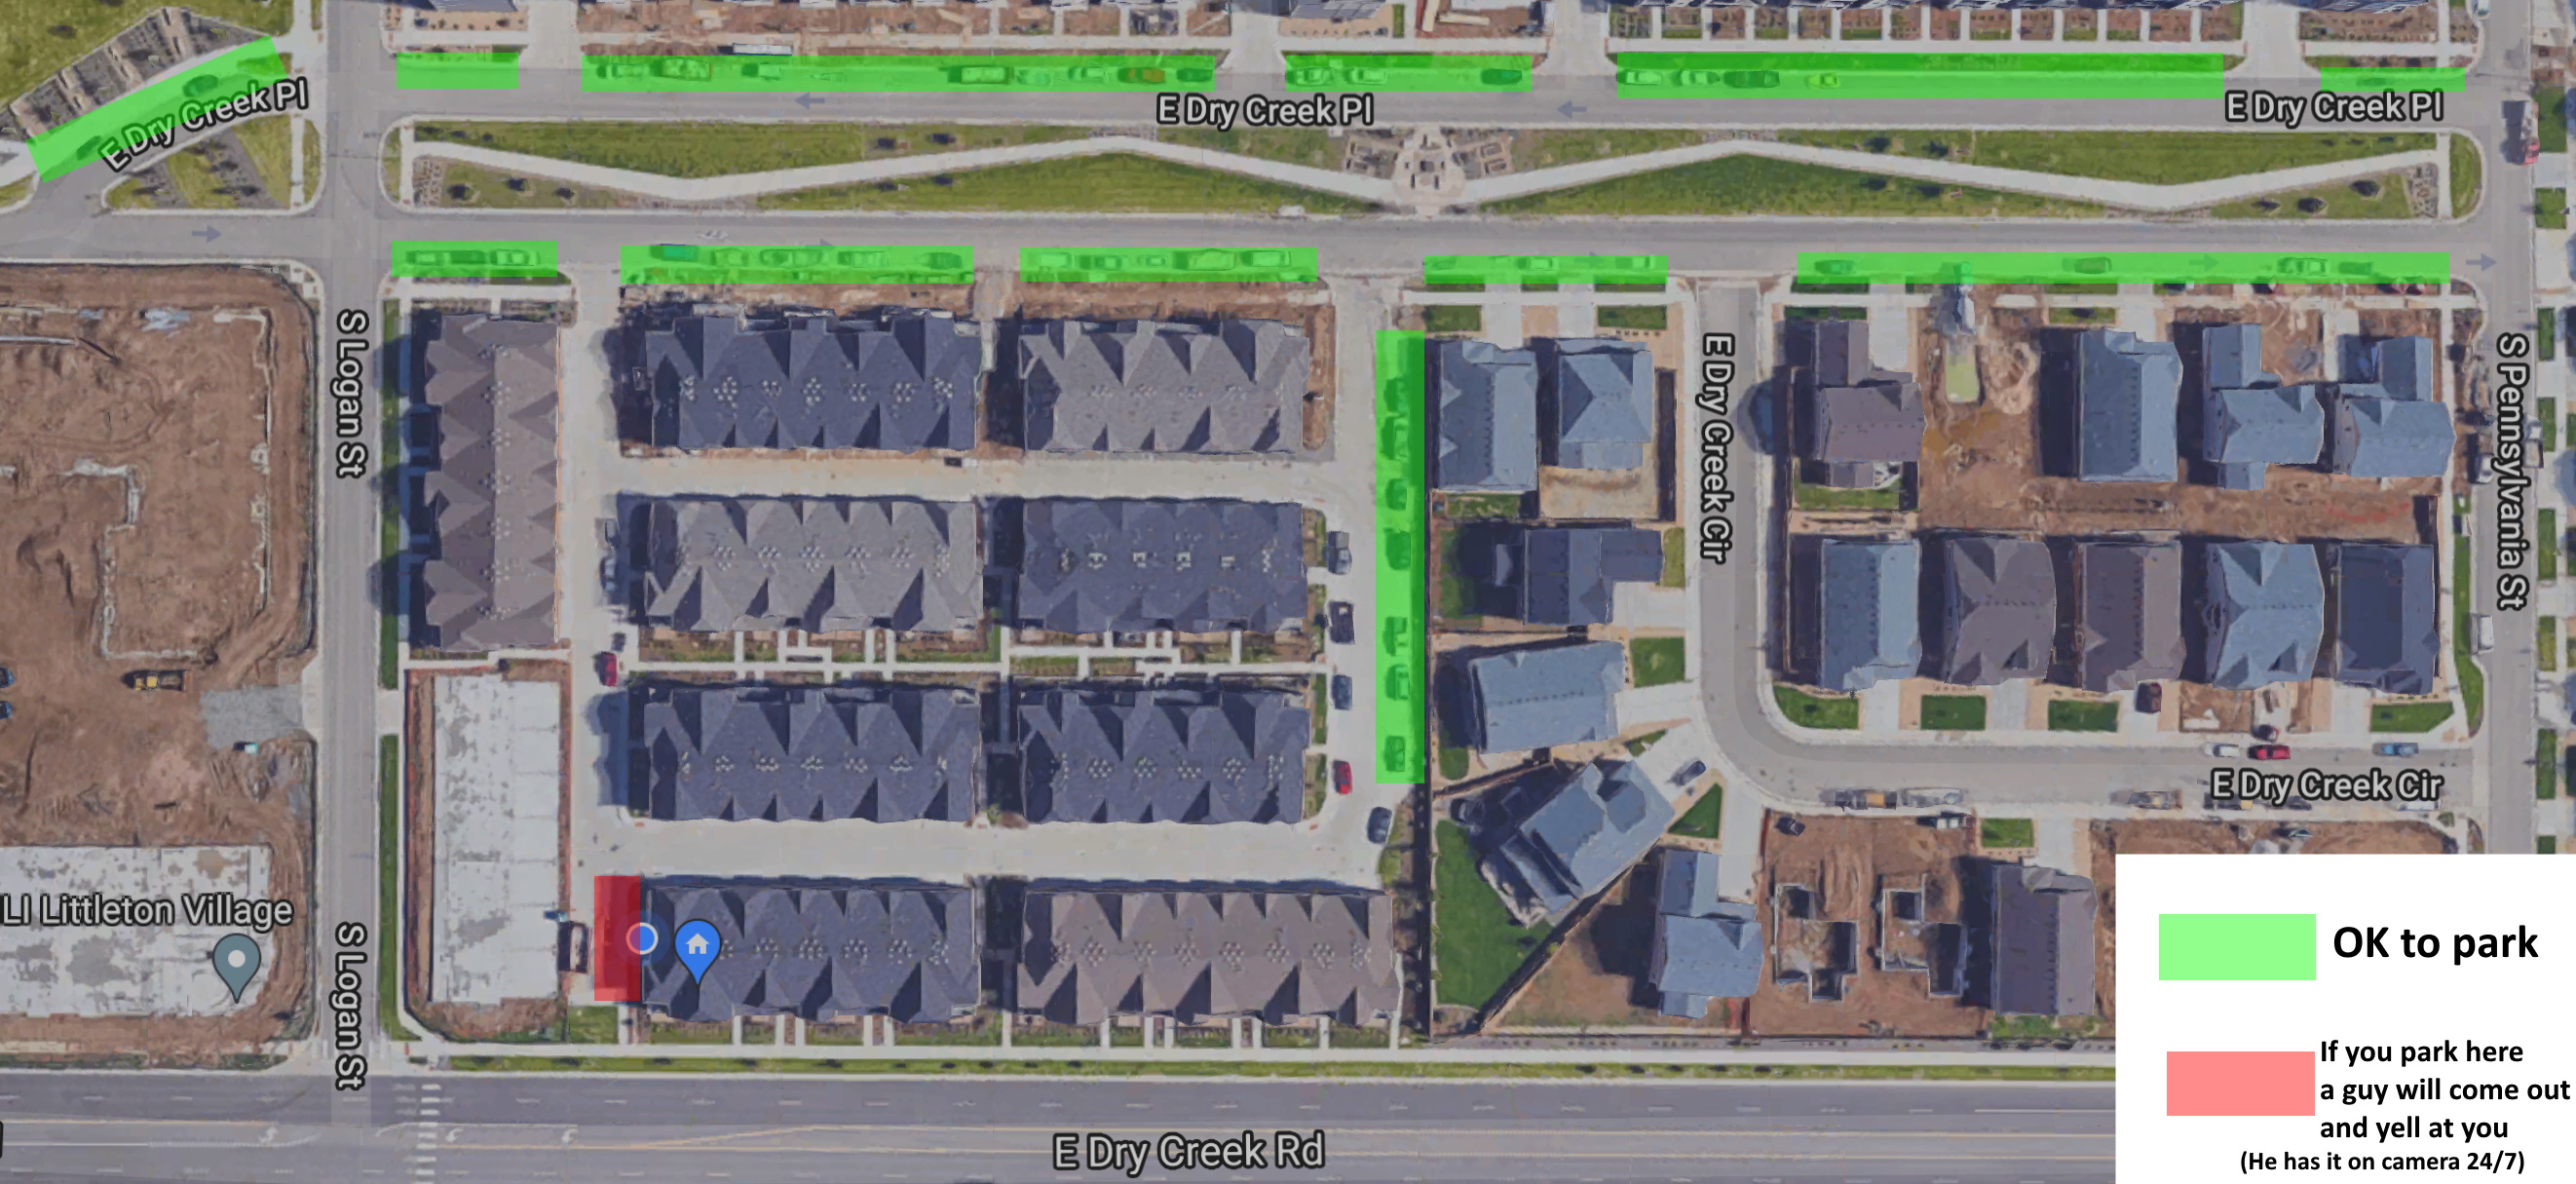 E Dry Creek Pl
E Dry Creek Pl
E Dry Creek Pl
S Logan St
E Dry Creek Cir
S Pennsylvania St
E Dry Creek Cir
LI Littleton Village
S Logan St
E Dry Creek Rd
OK to park
If you park here
a guy will come out
and yell at you
(He has it on camera 24/7)